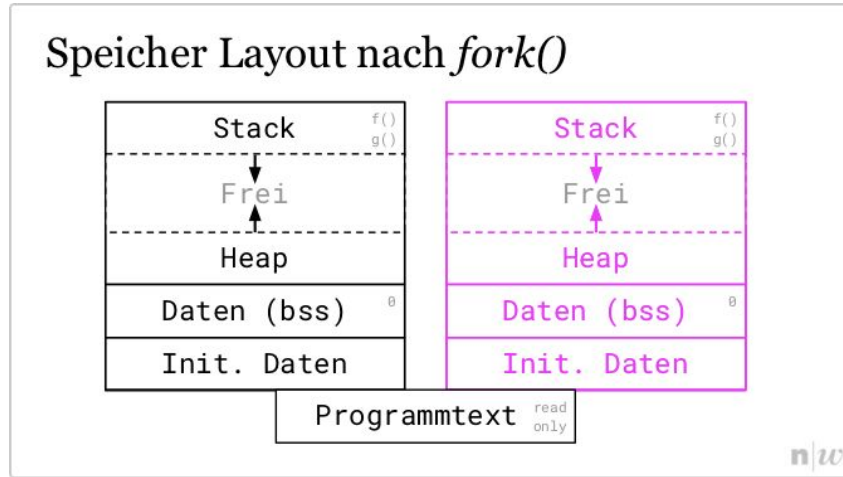 Speicher Layout nach fork()
Stack
f()
g()
Frei
Heap
Daten (bss)
0
Init. Daten
Stack
f()
g()
Frei
Heap
Daten (bss)
0
Init. Daten
Programmtext
read
only
n|w